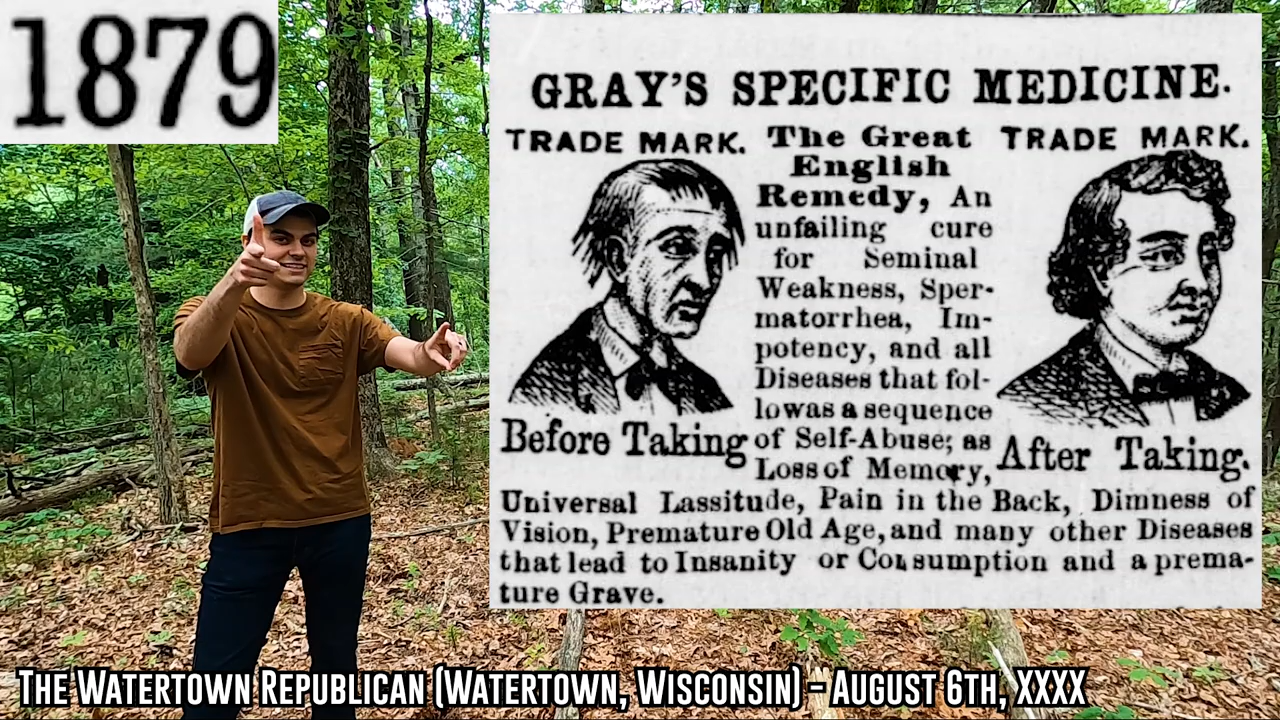 1879
GRAY'S SPECIFIC MEDICINE.
TRADE MARK. The Great TRADE MARK.
English
Remedy, An
unfailing cure
for Seminal
Weakness, Sper-
matorrhea, Im-
potency, and all
Diseases that fol-
lowas a sequence
of Self-Abuse; as
Loss of Memory,
Before Taking
After Taking.
Universal Lassitude, Pain in the Back, Dimness of
Vision, Premature Old Age, and many other Diseases
that lead to Insanity or Consumption and a prema-
ture Grave.
THE WATERTOWN REPUBLICAN (WATERTOWN, WISCONSIN) - AUGUST 6TH, XXXX